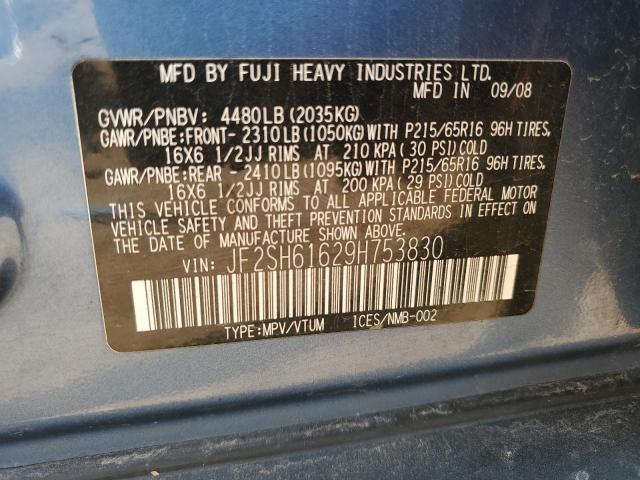 MFD BY FUJI HEAVY INDUSTRIES LTD.
MFD IN 09/08
GVWR/PNBV: 4480LB (2035KG)
GAWR/PNBE:FRONT- 2310LB(1050KG)WITH P215/65R16 96H TIRES,
16X6 1/2JJ RIMS AT 210 KPA ( 30 PSI)COLD
GAWR/PNBE:REAR - 2410LB(1095KG)WITH P215/65R16 96H TIRES,
16X6 1/2JJ RIMS AT 200 KPA ( 29 PSI)COLD
THIS VEHICLE CONFORMS TO ALL APPLICABLE FEDERAL MOTOR
VEHICLE SAFETY AND THEFT PREVENTION STANDARDS IN EFFECT ON
THE DATE OF MANUFACTURE SHOWN ABOVE.
VIN: JF2SH61629H753830
TYPE:MPV/VTUM ICES/NMB-002